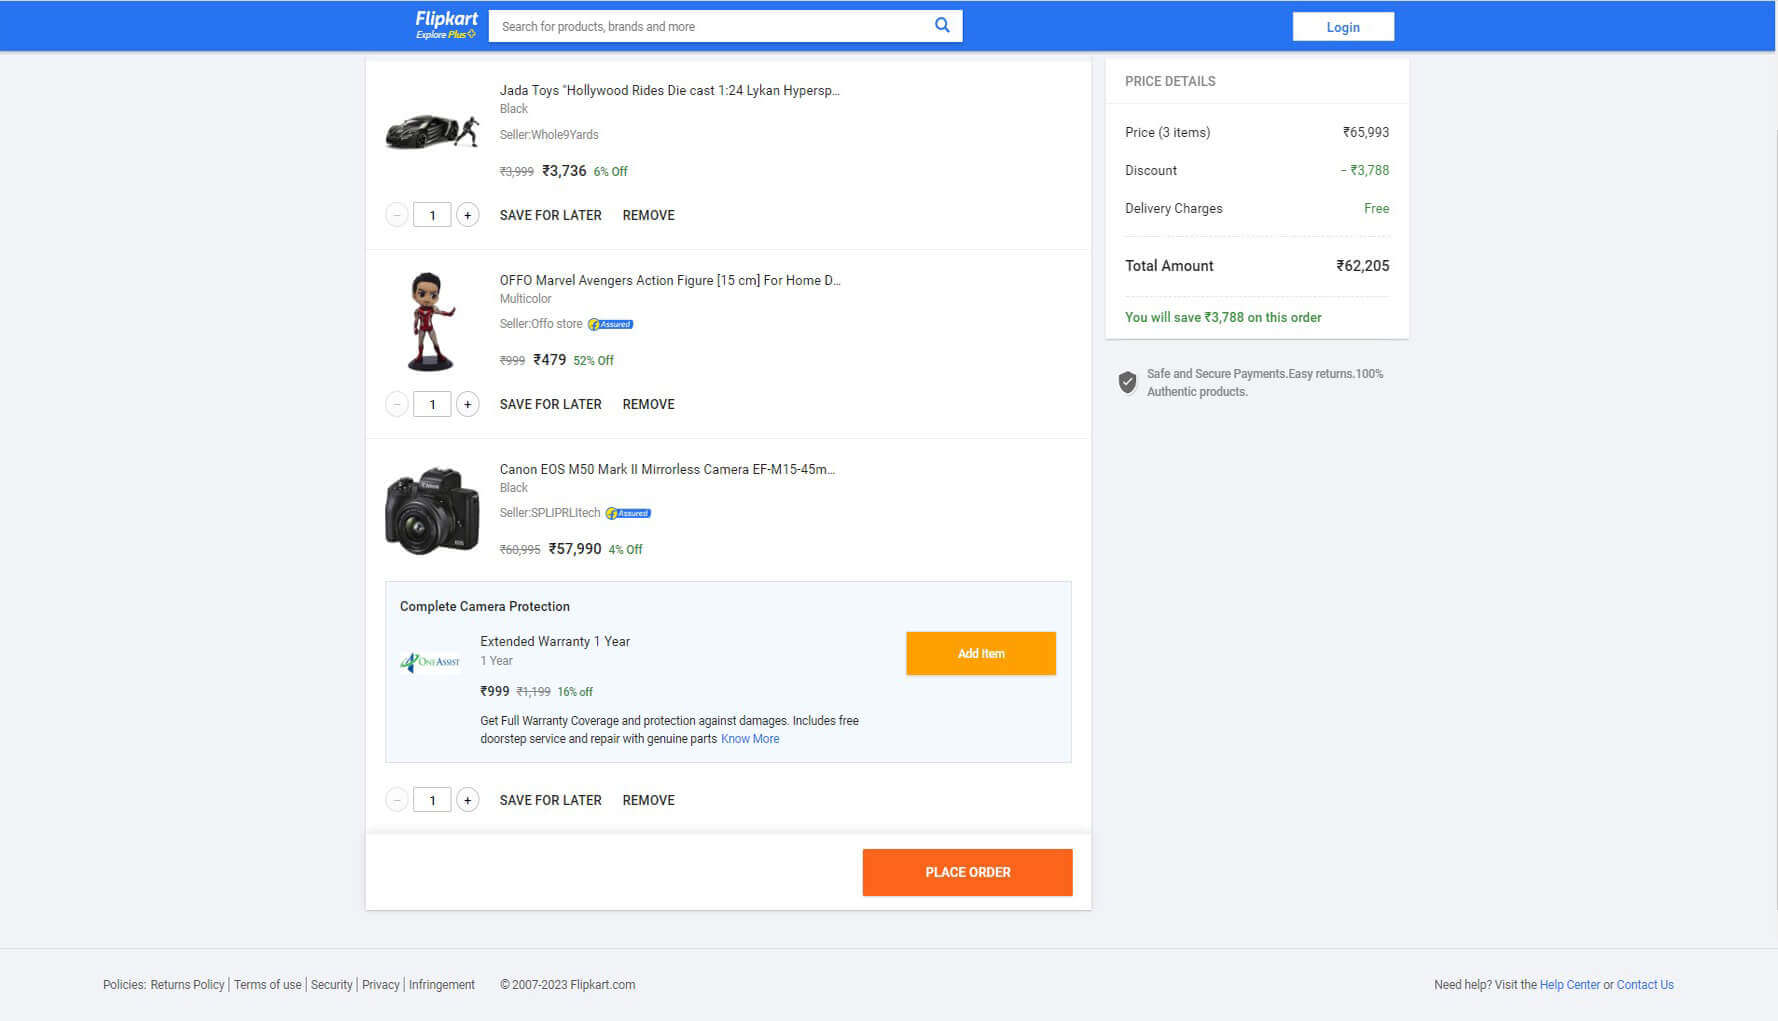 Flipkart
Explore Plus
Search for products, brands and more
Login
Jada Toys "Hollywood Rides Die cast 1:24 Lykan Hypersp...
Black
Seller:Whole9Yards
₹3,999 ₹3,736 6% Off
− 1 + SAVE FOR LATER REMOVE
OFFO Marvel Avengers Action Figure [15 cm] For Home D...
Multicolor
Seller:Offo store f Assured
₹999 ₹479 52% Off
− 1 + SAVE FOR LATER REMOVE
Canon
EOS
Canon EOS M50 Mark II Mirrorless Camera EF-M15-45m...
Black
Seller:SPLIPRLItech f Assured
₹60,995 ₹57,990 4% Off
Complete Camera Protection
OneAssist
Extended Warranty 1 Year
1 Year
₹999 ₹1,199 16% off
Get Full Warranty Coverage and protection against damages. Includes free
doorstep service and repair with genuine parts Know More
Add Item
− 1 + SAVE FOR LATER REMOVE
PLACE ORDER
PRICE DETAILS
Price (3 items) ₹65,993
Discount − ₹3,788
Delivery Charges Free
Total Amount ₹62,205
You will save ₹3,788 on this order
Safe and Secure Payments.Easy returns.100%
Authentic products.
Policies: Returns Policy | Terms of use | Security | Privacy | Infringement © 2007-2023 Flipkart.com Need help? Visit the Help Center or Contact Us